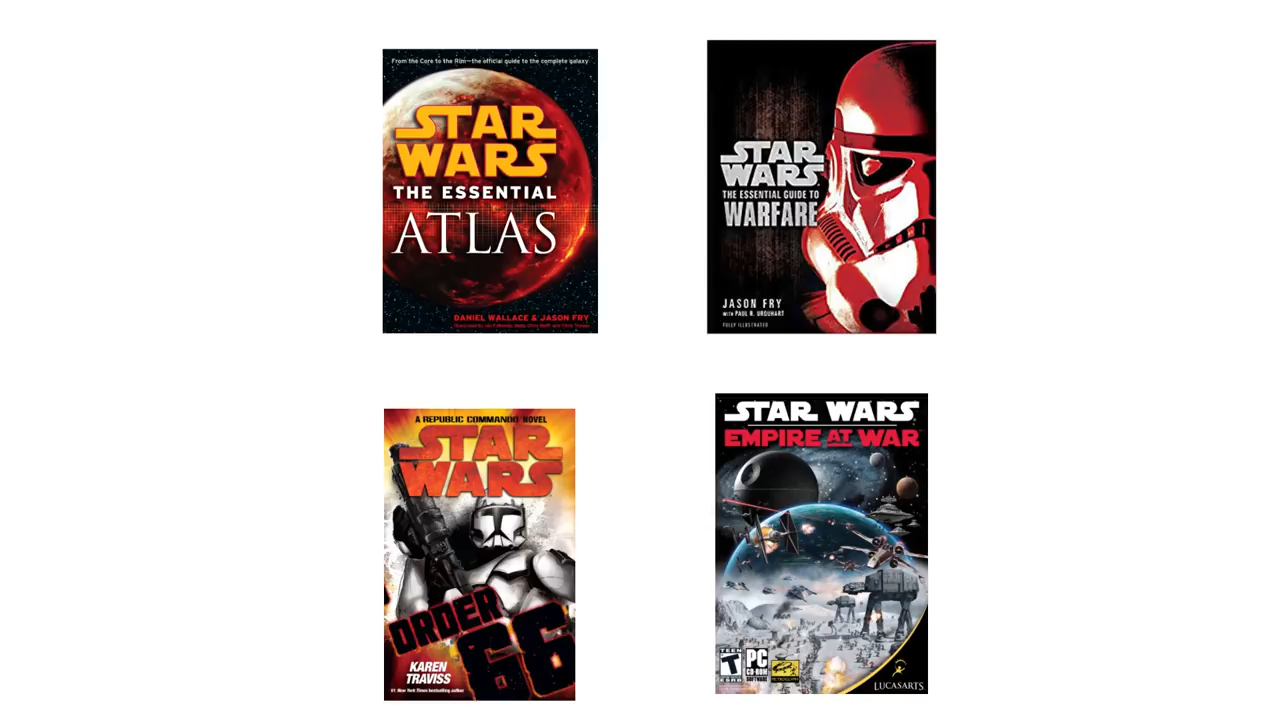 From the Core to the Rim—the official guide to the complete galaxy
STAR
WARS
THE ESSENTIAL
ATLAS
DANIEL WALLACE & JASON FRY
STAR
WARS
THE ESSENTIAL GUIDE TO
WARFARE
JASON FRY
WITH PAUL R. URQUHART
FULLY ILLUSTRATED
A REPUBLIC COMMANDO NOVEL
STAR
WARS
ORDER
66
KAREN
TRAVISS
#1 New York Times bestselling author
STAR WARS
EMPIRE AT WAR
TEEN
T
ESRB
PC
CD-ROM
SOFTWARE
PETROGLYPH
LUCASARTS